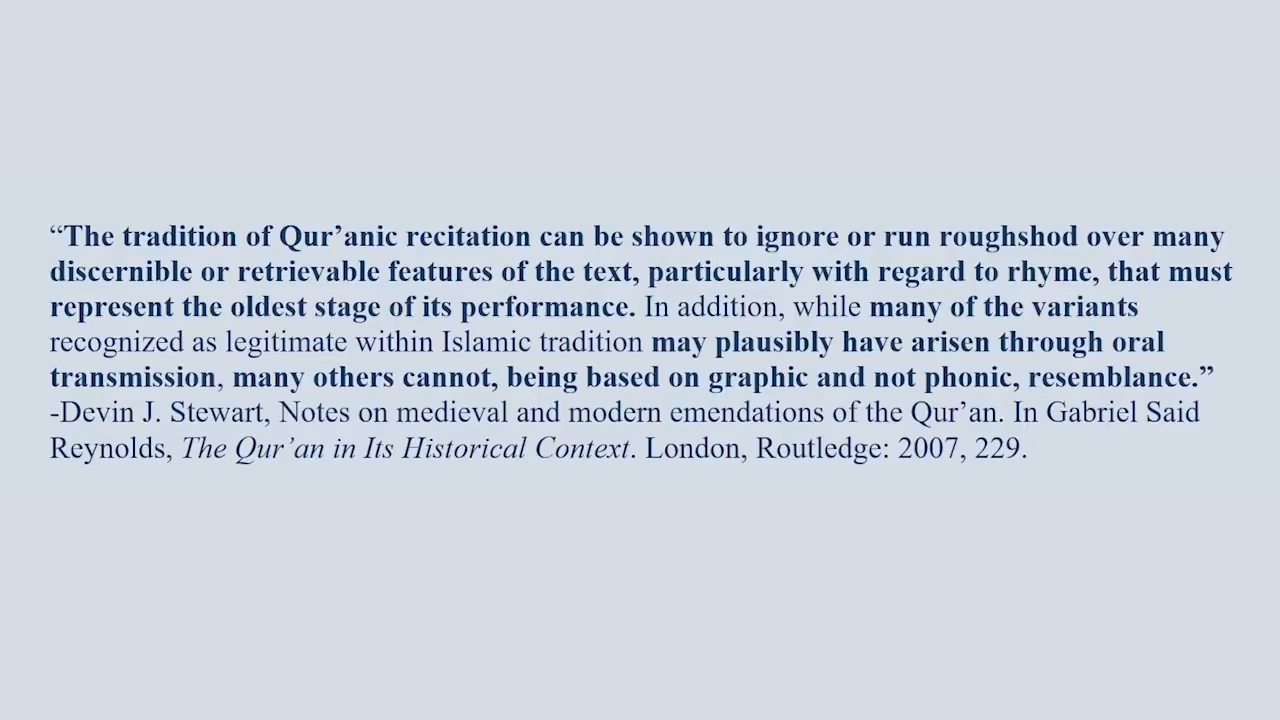 “The tradition of Qur’anic recitation can be shown to ignore or run roughshod over many
discernible or retrievable features of the text, particularly with regard to rhyme, that must
represent the oldest stage of its performance. In addition, while many of the variants
recognized as legitimate within Islamic tradition may plausibly have arisen through oral
transmission, many others cannot, being based on graphic and not phonic, resemblance.”
-Devin J. Stewart, Notes on medieval and modern emendations of the Qur’an. In Gabriel Said
Reynolds, The Qur’an in Its Historical Context. London, Routledge: 2007, 229.